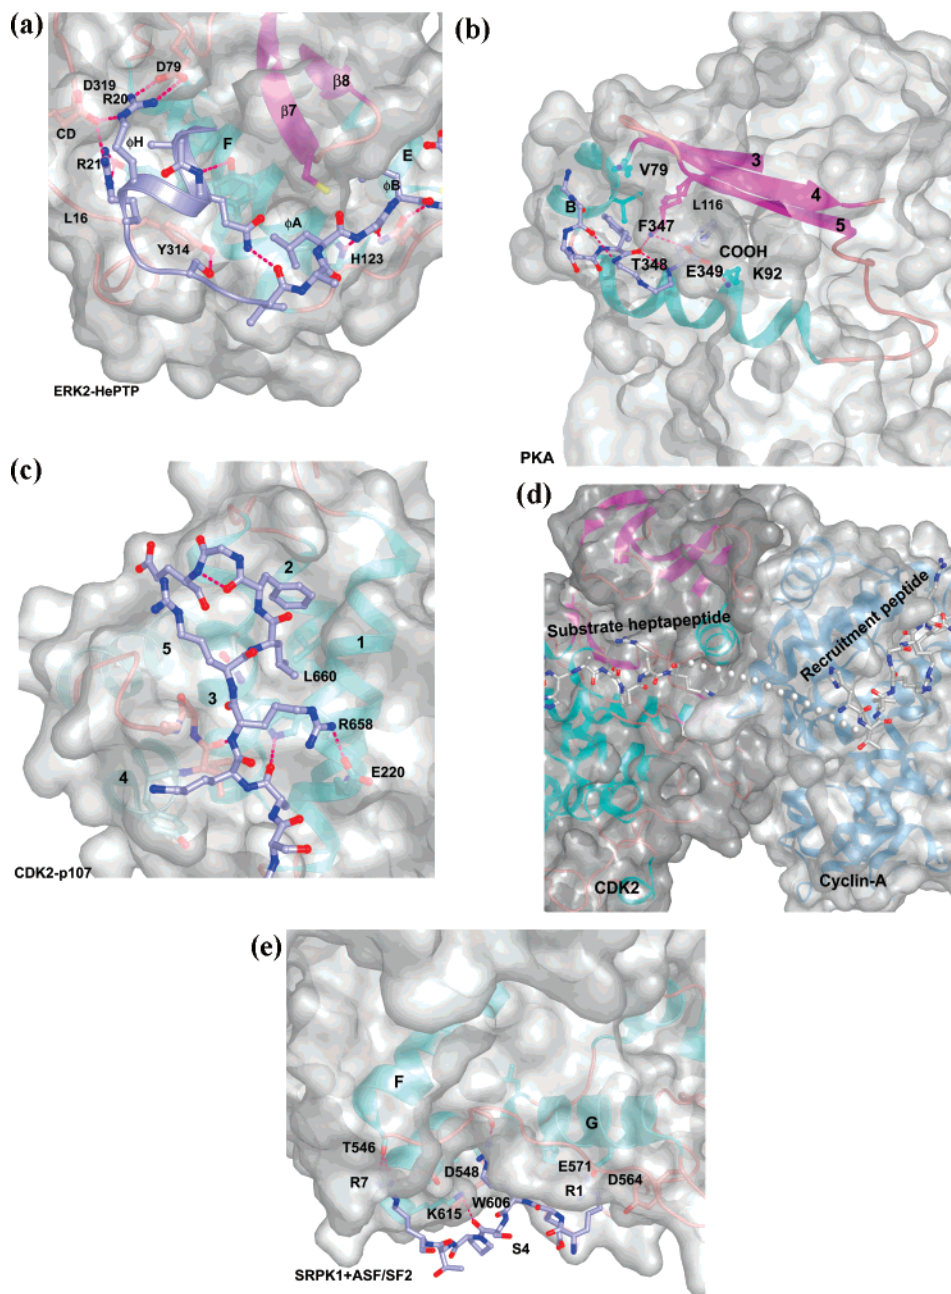 (a)
D79
D319
R20
β8
β7
CD
ϕH
F
E
R21
ϕB
L16
ϕA
Y314
H123
ERK2-HePTP
(b)
V79
3
B
L116
4
F347
5
COOH
T348
E349
K92
PKA
(c)
2
5
1
L660
3
R658
4
E220
CDK2-p107
(d)
Substrate heptapeptide
Recruitment peptide
CDK2
Cyclin-A
(e)
F
G
T546
R7
D548
E571
R1
D564
K615
W606
S4
SRPK1+ASF/SF2